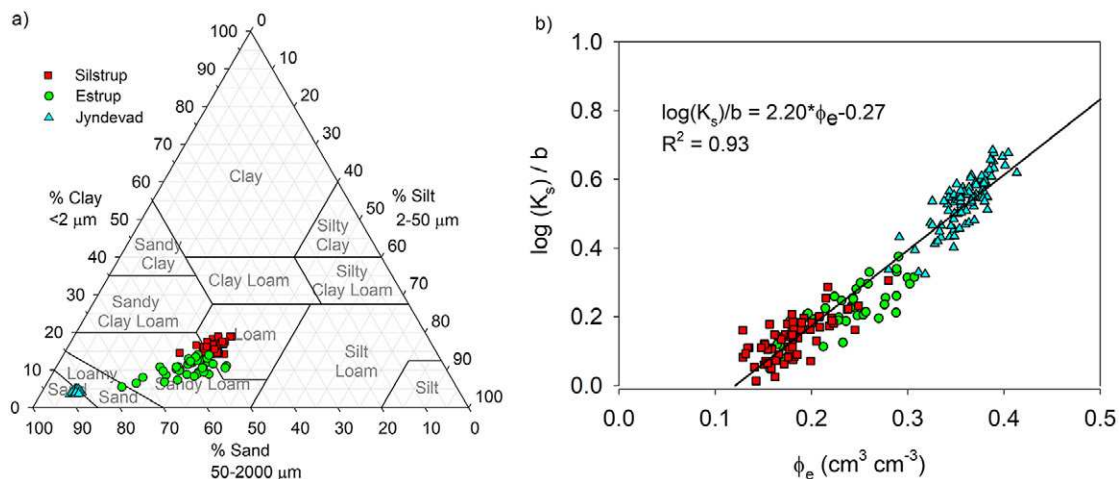 a)
Silstrup
Estrup
Jyndevad
% Clay
<2 μm
% Silt
2-50 μm
% Sand
50-2000 μm
0
10
20
30
40
50
60
70
80
90
100
100
90
80
70
60
50
40
30
20
10
0
100
90
80
70
60
50
40
30
20
10
0
Clay
Silty
Clay
Sandy
Clay
Clay Loam
Silty
Clay Loam
Sandy
Clay Loam
Loam
Silt
Loam
Silt
Sandy Loam
Loamy
Sand
Sand
b)
log(Ks)/b = 2.20*ϕe-0.27
R² = 0.93
log (Ks) / b
1.0
0.8
0.6
0.4
0.2
0.0
0.0
0.1
0.2
0.3
0.4
0.5
ϕe (cm³ cm⁻³)